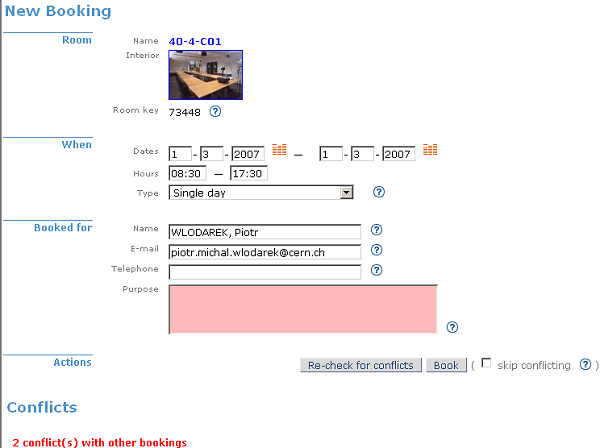 New Booking
Room
Name 40-4-C01
Interior
Room key 73448 ?
When
Dates 1 - 3 - 2007 — 1 - 3 - 2007
Hours 08:30 — 17:30
Type Single day ?
Booked for
Name WLODAREK, Piotr ?
E-mail piotr.michal.wlodarek@cern.ch ?
Telephone ?
Purpose ?
Actions Re-check for conflicts Book ( skip conflicting ? )
Conflicts
2 conflict(s) with other bookings